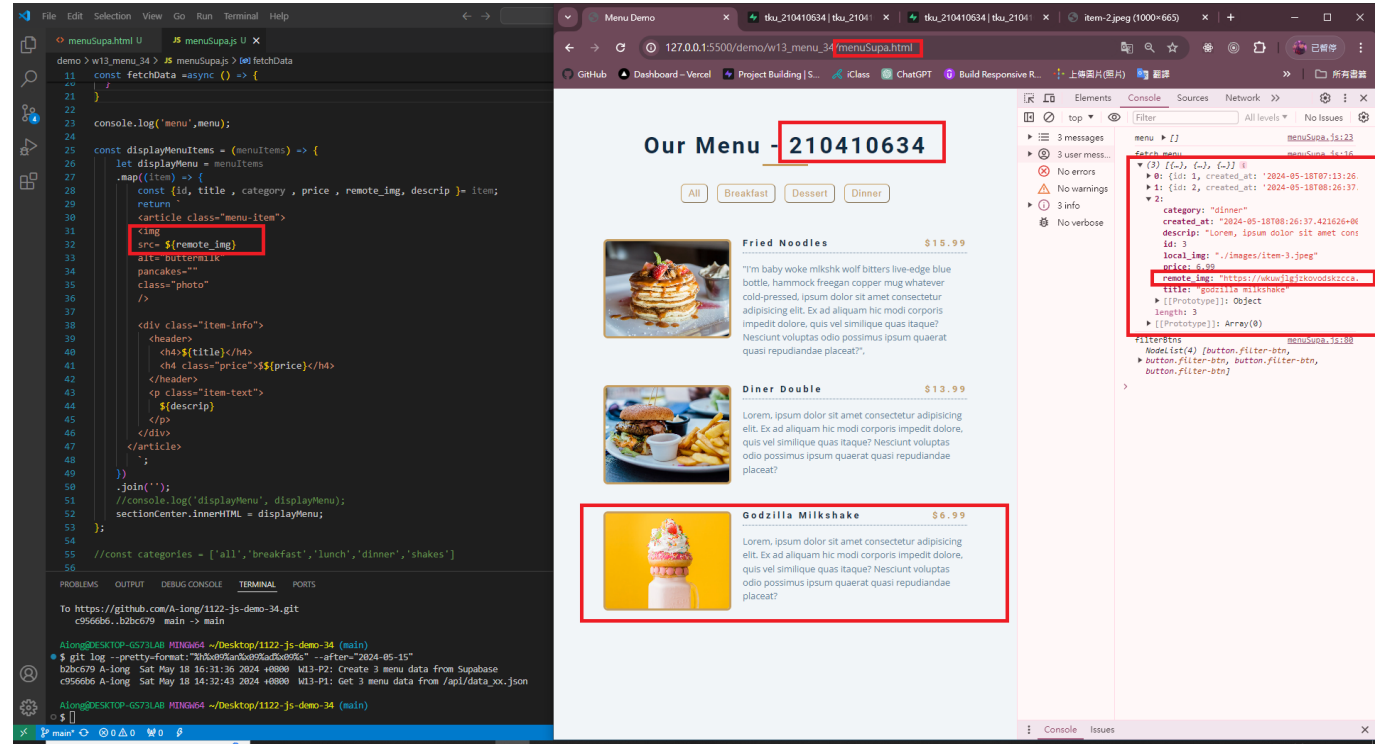 File Edit Selection View Go Run Terminal Help
menuSupa.html U JS menuSupa.js U
demo > w13_menu_34 > JS menuSupa.js > fetchData
11 const fetchData =async () => {
20 }
21 }
22
23 console.log('menu',menu);
24
25 const displayMenuItems = (menuItems) => {
26 let displayMenu = menuItems
27 .map((item) => {
28 const {id, title , category , price , remote_img, descrip }= item;
29 return `
30 <article class="menu-item">
31 <img
32 src= ${remote_img}
33 alt="buttermilk
34 pancakes=""
35 class="photo"
36 />
37
38 <div class="item-info">
39 <header>
40 <h4>${title}</h4>
41 <h4 class="price">$${price}</h4>
42 </header>
43 <p class="item-text">
44 ${descrip}
45 </p>
46 </div>
47 </article>
48 `;
49 })
50 .join('');
51 //console.log('displayMenu', displayMenu);
52 sectionCenter.innerHTML = displayMenu;
53 };
54
55 //const categories = ['all','breakfast','lunch','dinner','shakes']
56
PROBLEMS OUTPUT DEBUG CONSOLE TERMINAL PORTS
To https://github.com/A-iong/1122-js-demo-34.git
c9566b6..b2bc679 main -> main
Aiong@DESKTOP-GS73LAB MINGW64 ~/Desktop/1122-js-demo-34 (main)
$ git log --pretty=format:"%h%x09%an%x09%ad%x09%s" --after="2024-05-15"
b2bc679 A-iong Sat May 18 16:31:36 2024 +0800 W13-P2: Create 3 menu data from Supabase
c9566b6 A-iong Sat May 18 14:32:43 2024 +0800 W13-P1: Get 3 menu data from /api/data_xx.json
Aiong@DESKTOP-GS73LAB MINGW64 ~/Desktop/1122-js-demo-34 (main)
$
main* 0 0 0
Menu Demo
tku_210410634 | tku_21041
tku_210410634 | tku_21041
item-2.jpeg (1000×665)
127.0.0.1:5500/demo/w13_menu_34/menuSupa.html
已暫停
GitHub Dashboard – Vercel Project Building | S... iClass ChatGPT Build Responsive R... 上傳圖片(照片) 翻譯 » 所有書籤
Our Menu - 210410634
All Breakfast Dessert Dinner
Fried Noodles $15.99
"I'm baby woke mlkshk wolf bitters live-edge blue
bottle, hammock freegan copper mug whatever
cold-pressed, ipsum dolor sit amet consectetur
adipisicing elit. Ex ad aliquam hic modi corporis
impedit dolore, quis vel similique quas itaque?
Nesciunt voluptas odio possimus ipsum quaerat
quasi repudiandae placeat?",
Diner Double $13.99
Lorem, ipsum dolor sit amet consectetur adipisicing
elit. Ex ad aliquam hic modi corporis impedit dolore,
quis vel similique quas itaque? Nesciunt voluptas
odio possimus ipsum quaerat quasi repudiandae
placeat?
Godzilla Milkshake $6.99
Lorem, ipsum dolor sit amet consectetur adipisicing
elit. Ex ad aliquam hic modi corporis impedit dolore,
quis vel similique quas itaque? Nesciunt voluptas
odio possimus ipsum quaerat quasi repudiandae
placeat?
Elements Console Sources Network »
top Filter All levels No Issues
3 messages
3 user mess...
No errors
No warnings
3 info
No verbose
menu [] menuSupa.js:23
fetch menu menuSupa.js:16
(3) [{…}, {…}, {…}]
0: {id: 1, created_at: '2024-05-18T07:13:26.
1: {id: 2, created_at: '2024-05-18T08:26:37.
2:
category: "dinner"
created_at: "2024-05-18T08:26:37.421626+00
descrip: "Lorem, ipsum dolor sit amet cons
id: 3
local_img: "./images/item-3.jpeg"
price: 6.99
remote_img: "https://wkuwjlgjzkovodskzcca.
title: "godzilla milkshake"
[[Prototype]]: Object
length: 3
[[Prototype]]: Array(0)
filterBtns menuSupa.js:80
NodeList(4) [button.filter-btn,
button.filter-btn, button.filter-btn,
button.filter-btn]
Console Issues